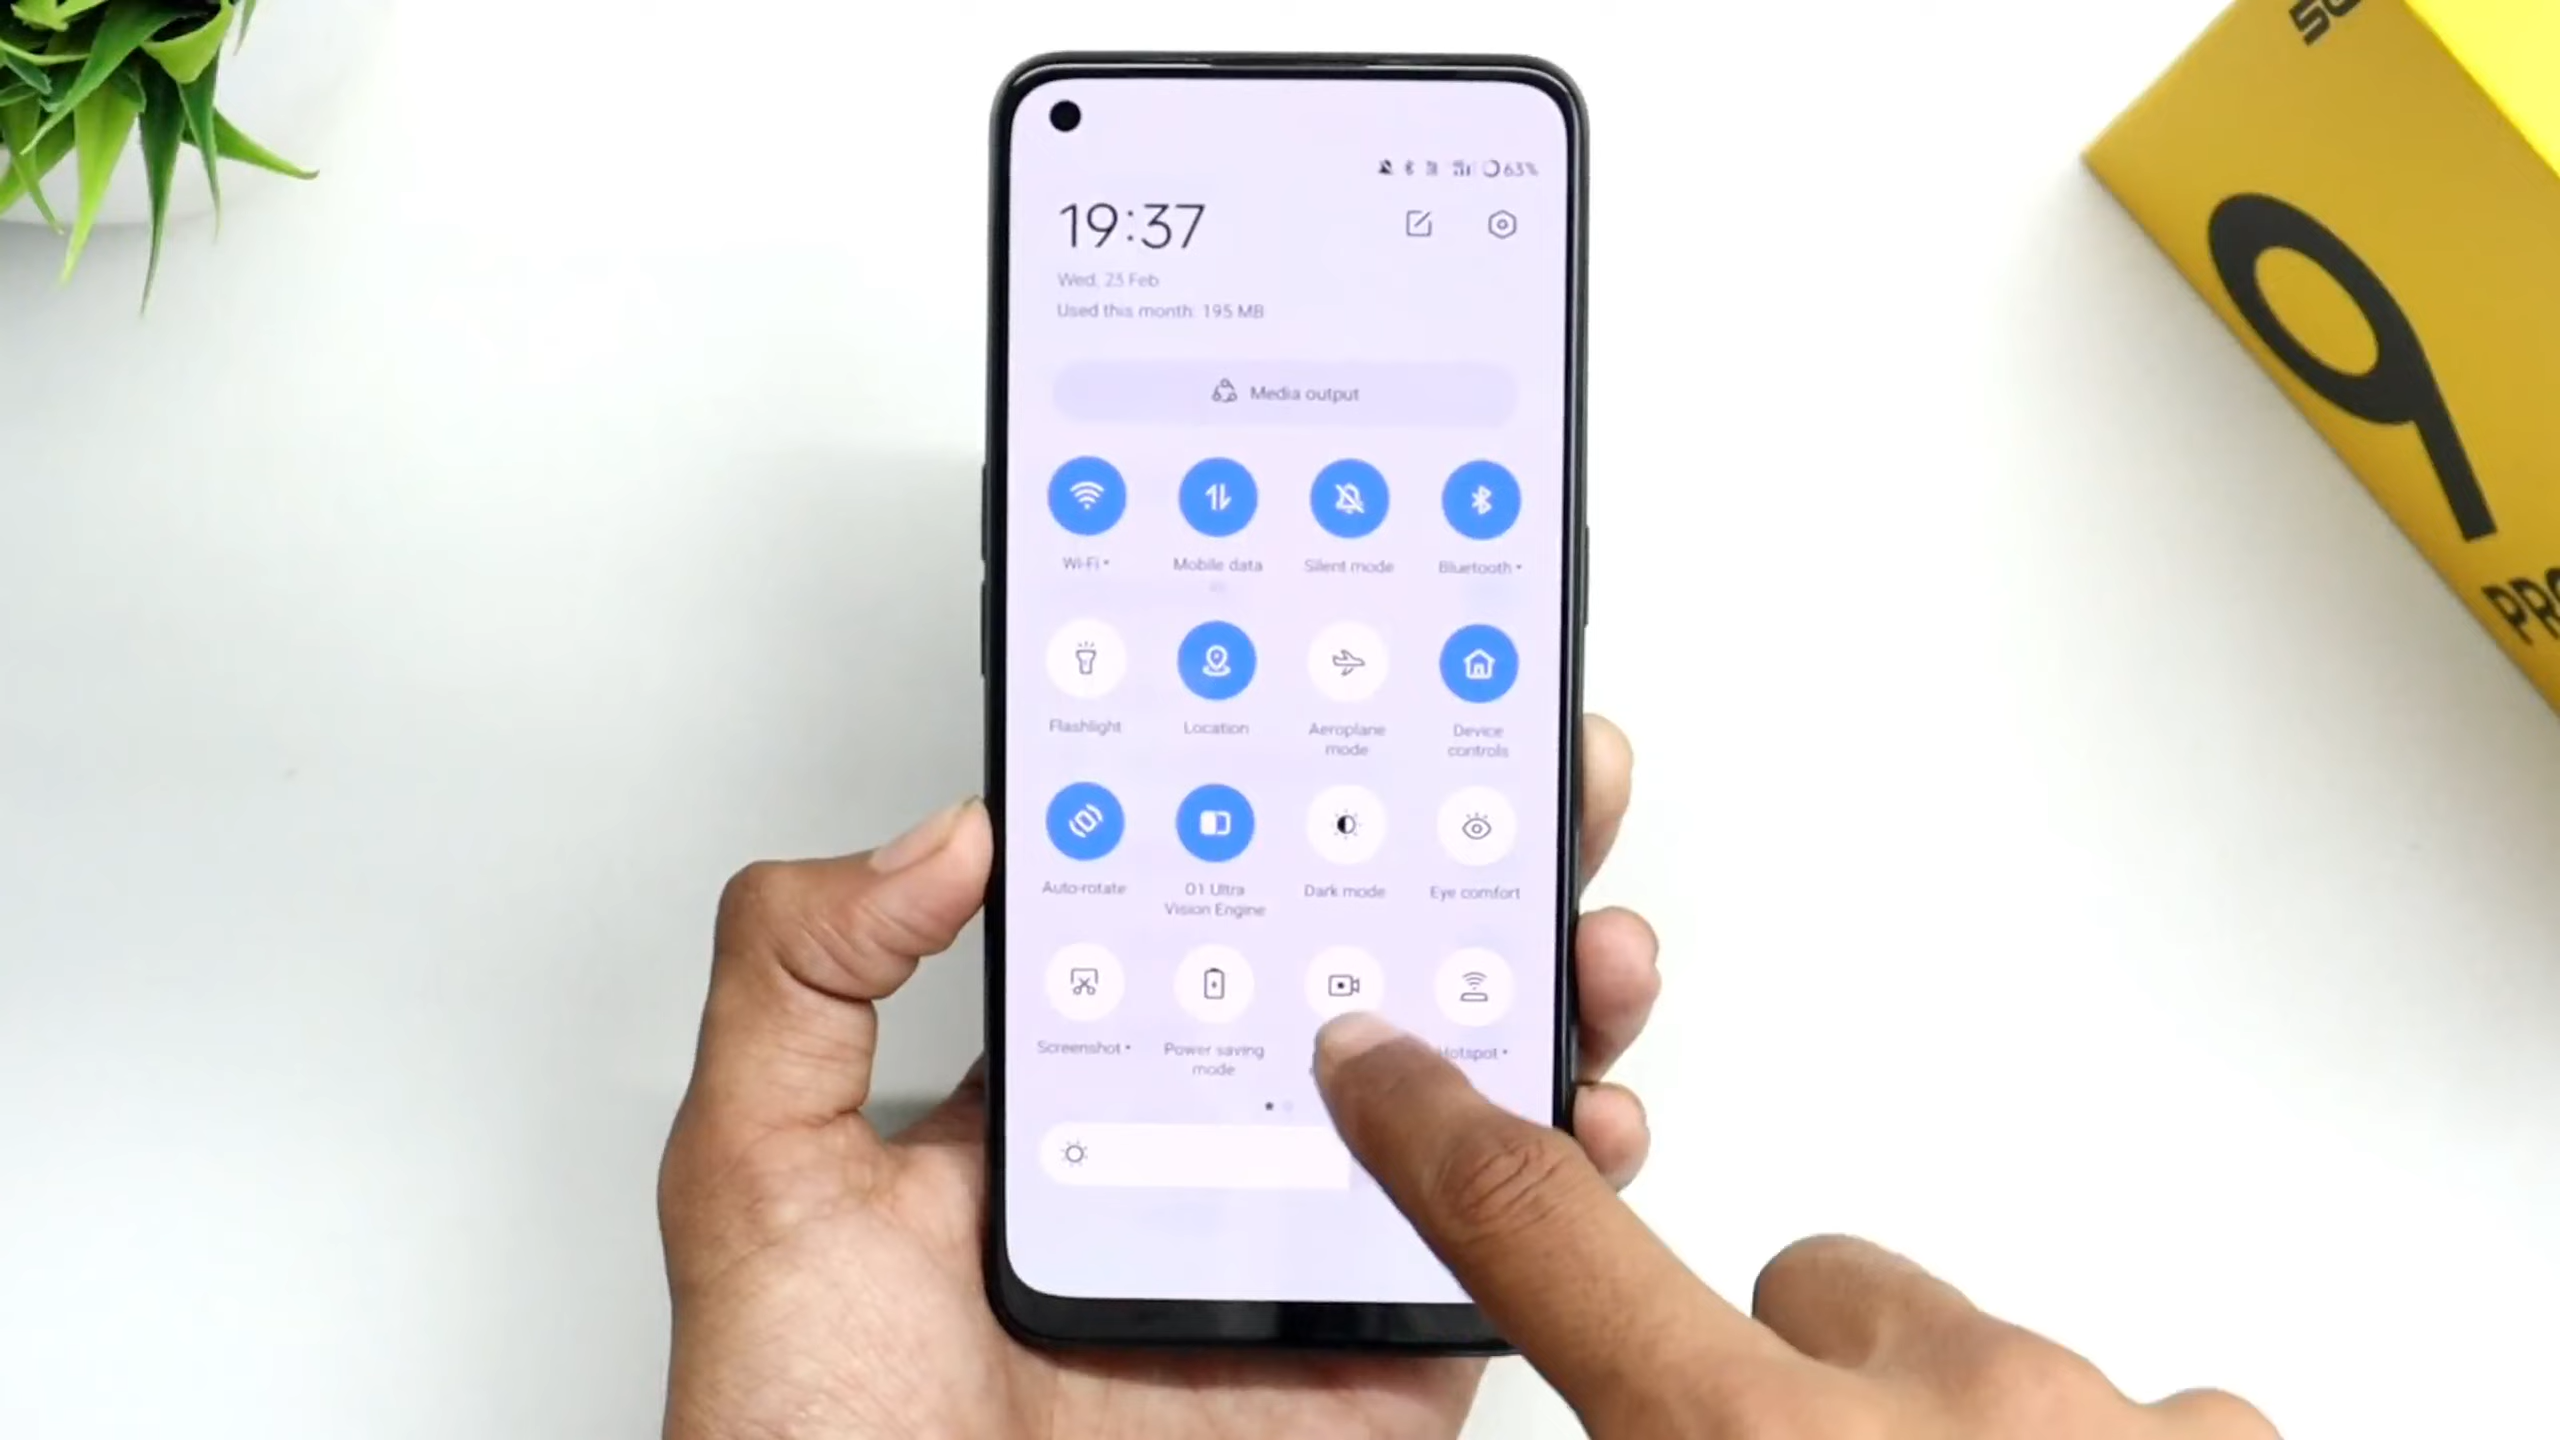 63%
19:37
Wed, 23 Feb
Used this month: 195 MB
Media output
Wi-Fi
Mobile data
Silent mode
Bluetooth
Flashlight
Location
Aeroplane
mode
Device
controls
Auto-rotate
O1 Ultra
Vision Engine
Dark mode
Eye comfort
Screenshot
Power saving
mode
Hotspot
9
PRO
5G